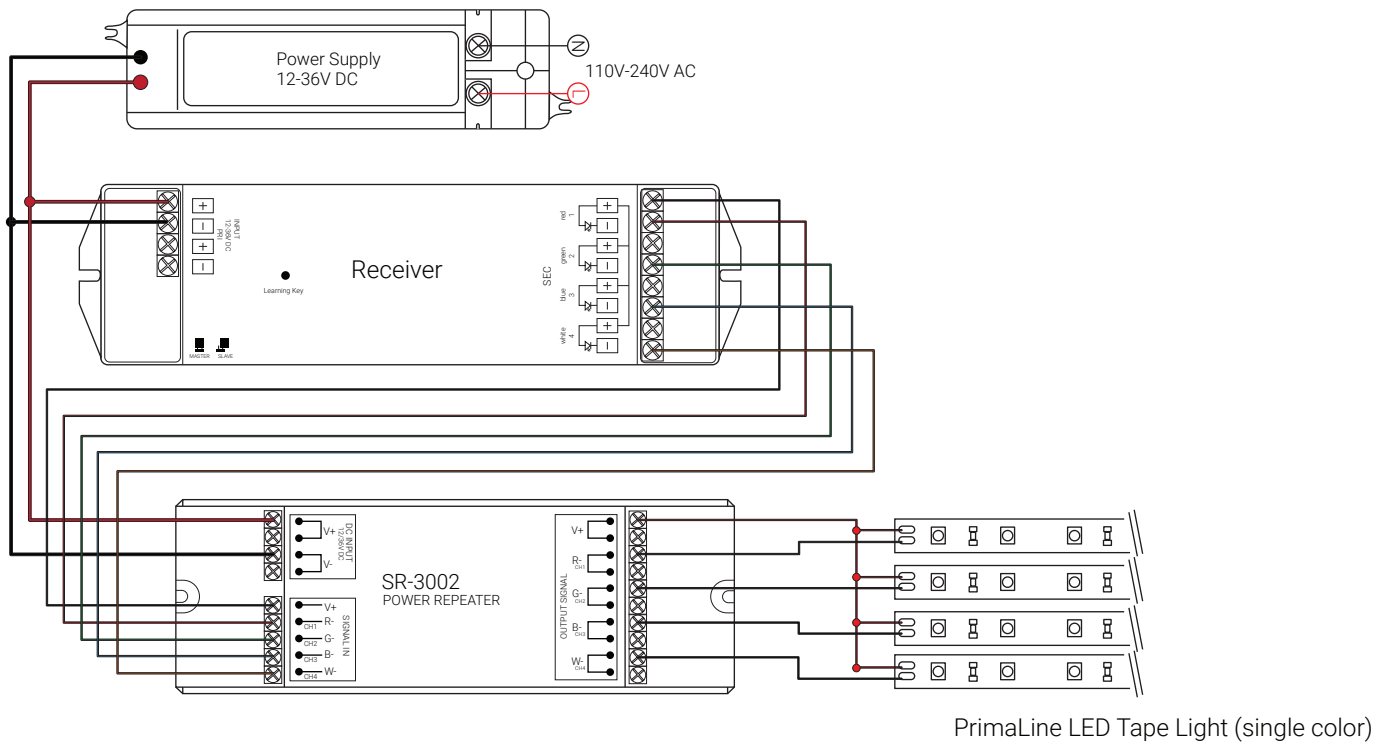 Power Supply
12-36V DC
N
L
110V-240V AC
+
−
+
−
INPUT
12-36V DC
PRI
Learning Key
Receiver
MASTER SLAVE
SEC
red
1
green
2
blue
3
white
4
+
−
+
−
+
−
+
−
V+
V-
DC INPUT
12/36V DC
SR-3002
POWER REPEATER
V+
R-
CH1
G-
CH2
B-
CH3
W-
CH4
SIGNAL IN
OUTPUT SIGNAL
V+
R-
CH1
G-
CH2
B-
CH3
W-
CH4
PrimaLine LED Tape Light (single color)